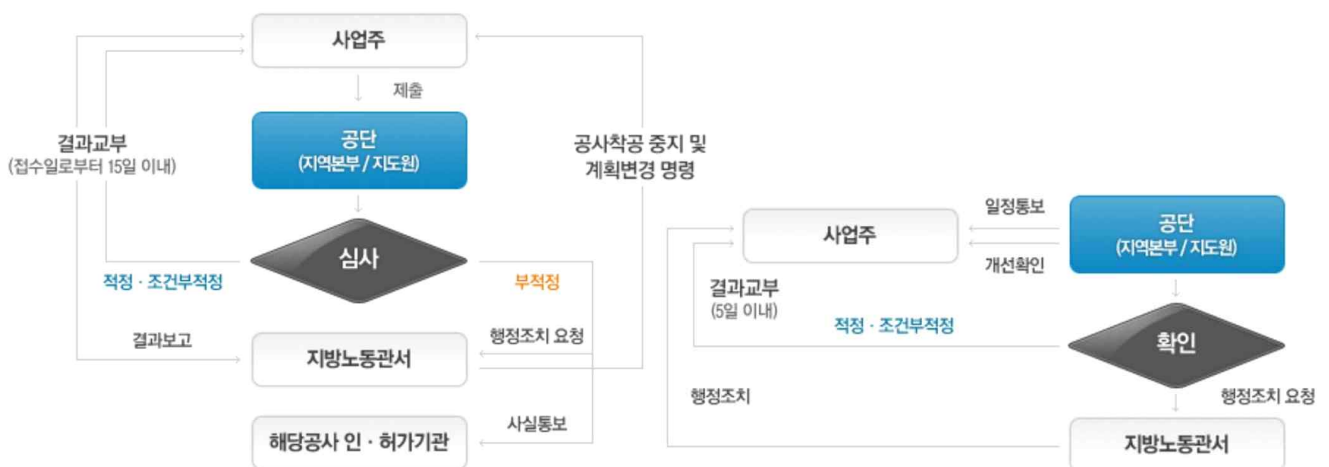 사업주
제출
공단
(지역본부 / 지도원)
결과교부
(접수일로부터 15일 이내)
공사착공 중지 및
계획변경 명령
심사
적정 · 조건부적정
부적정
결과보고
지방노동관서
행정조치 요청
해당공사 인 · 허가기관
사실통보
사업주
일정통보
개선확인
공단
(지역본부 / 지도원)
결과교부
(5일 이내)
적정 · 조건부적정
확인
행정조치
행정조치 요청
지방노동관서